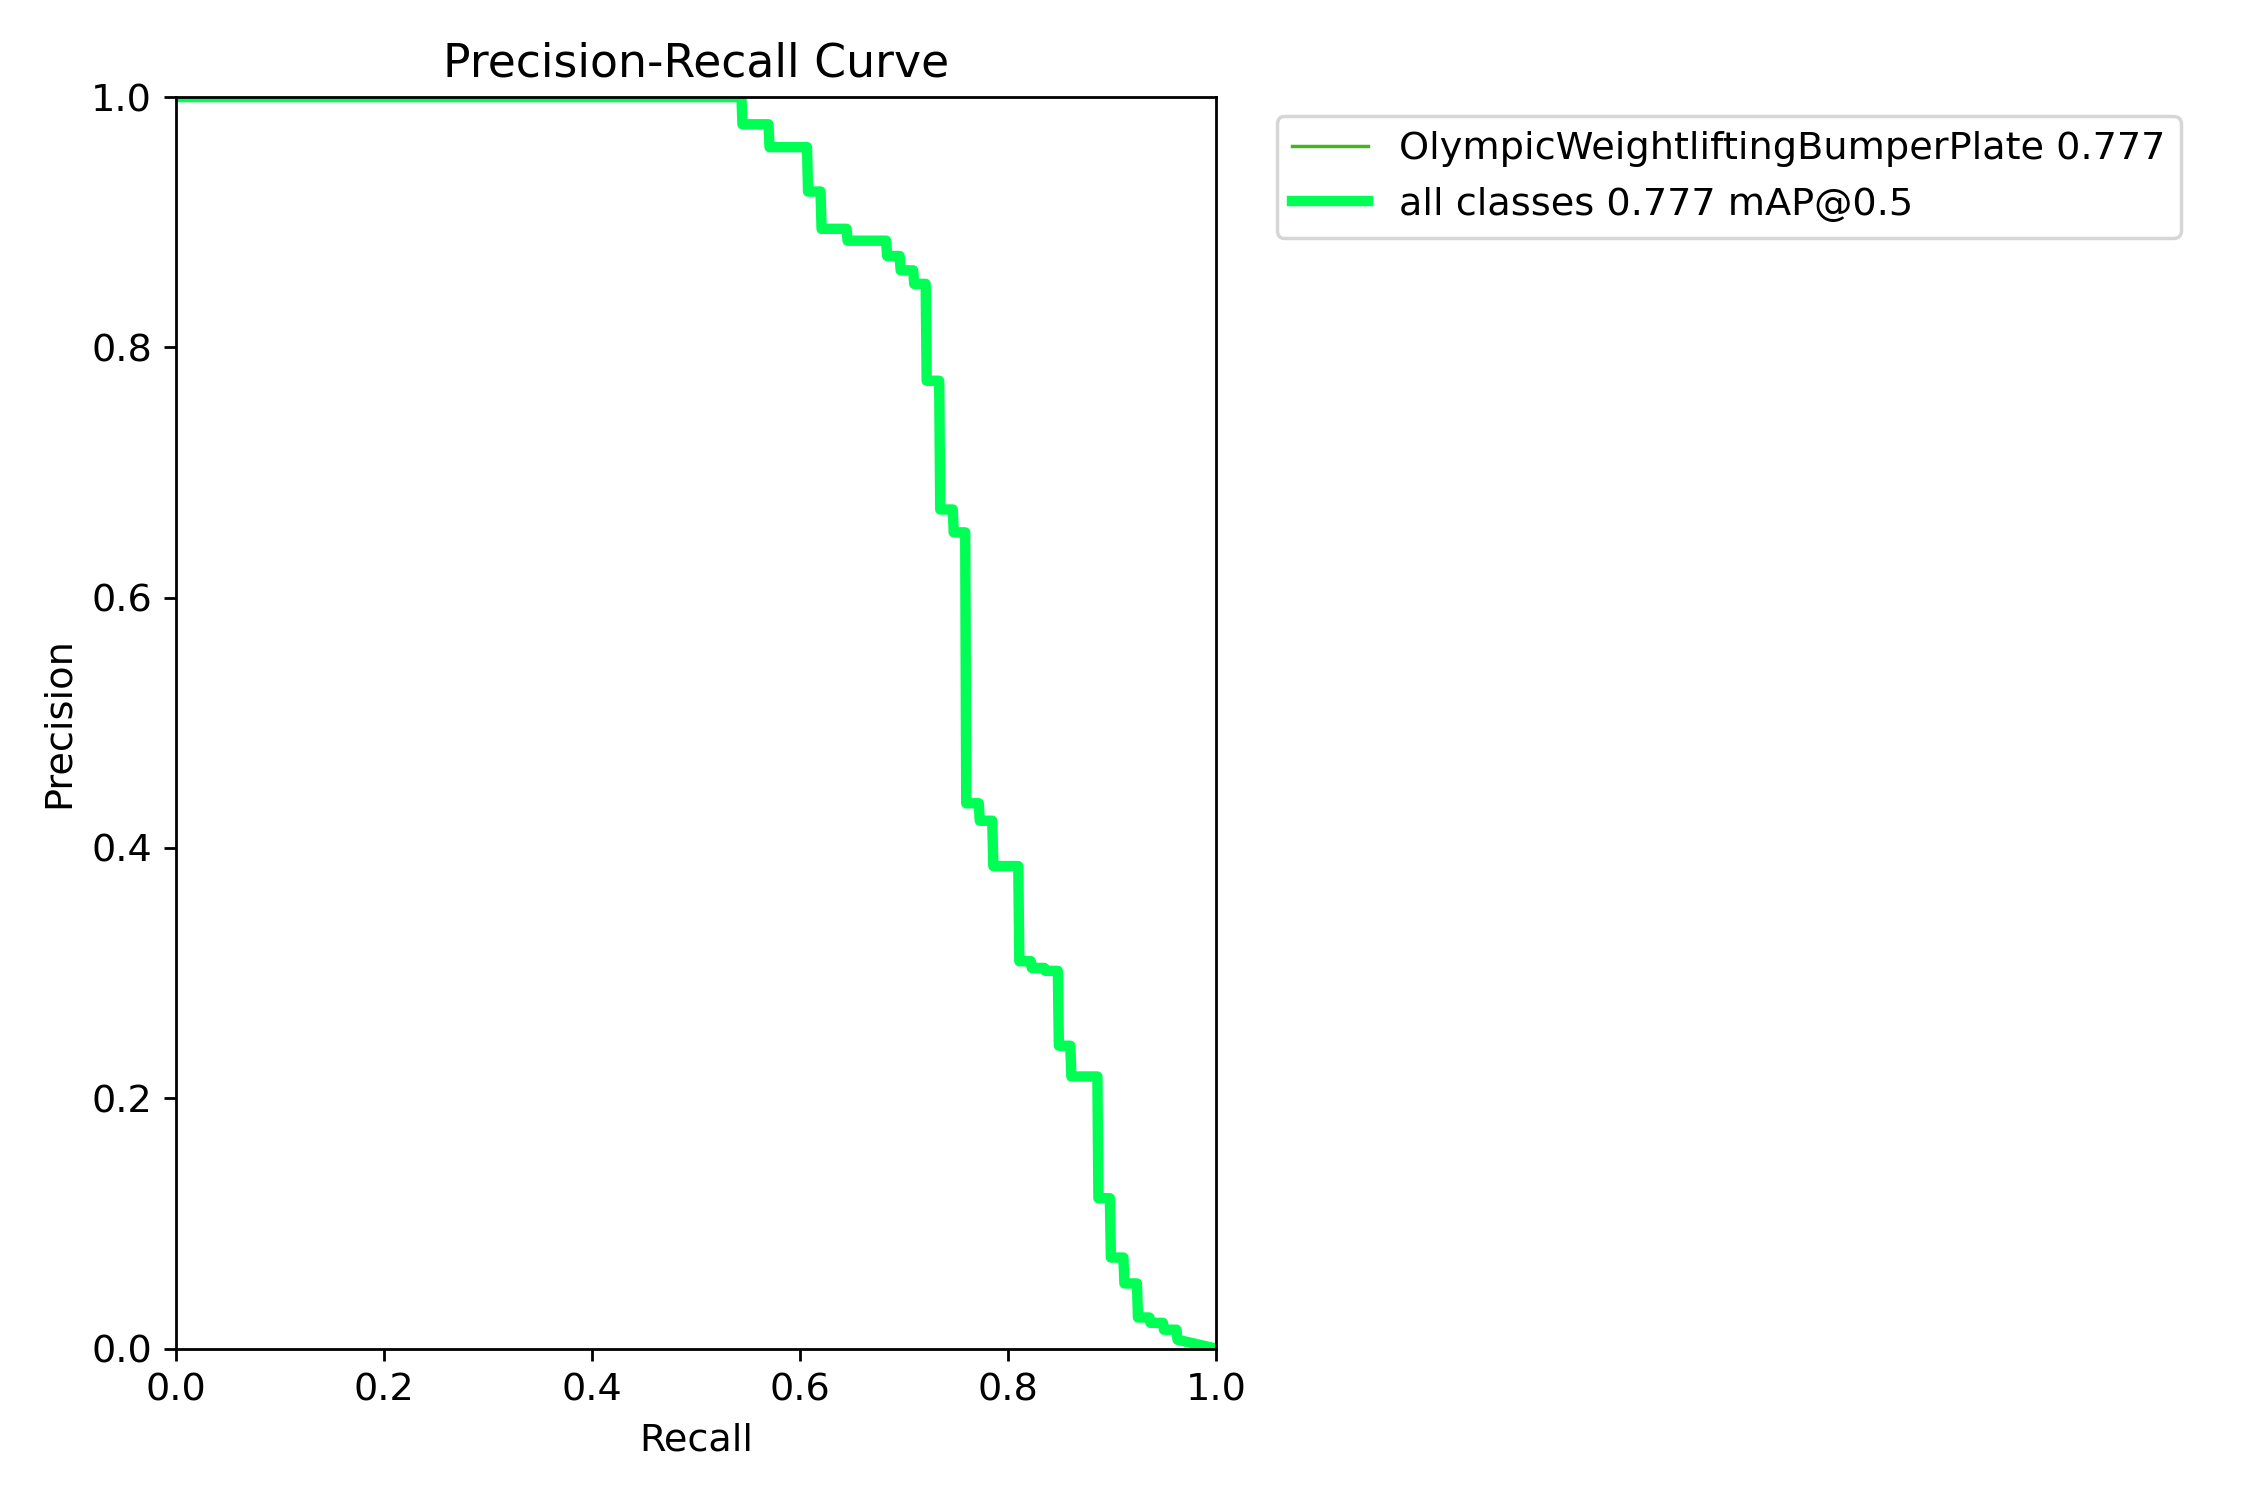 Precision-Recall Curve
OlympicWeightliftingBumperPlate 0.777
all classes 0.777 mAP@0.5
1.0
0.8
0.6
0.4
0.2
0.0
Precision
0.0 0.2 0.4 0.6 0.8 1.0
Recall